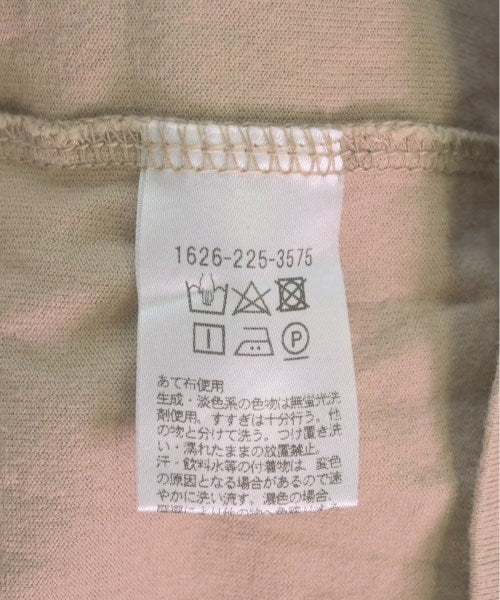 1626-225-3575
P
あて布使用
生成・淡色系の色物は無蛍光洗
剤使用。すすぎは十分行う。他
の物と分けて洗う。つけ置き洗
い・濡れたままの放置禁止。
汗・飲料水等の付着物は、変色
の原因となる場合があるので速
やかに洗い流す。濃色の場合、